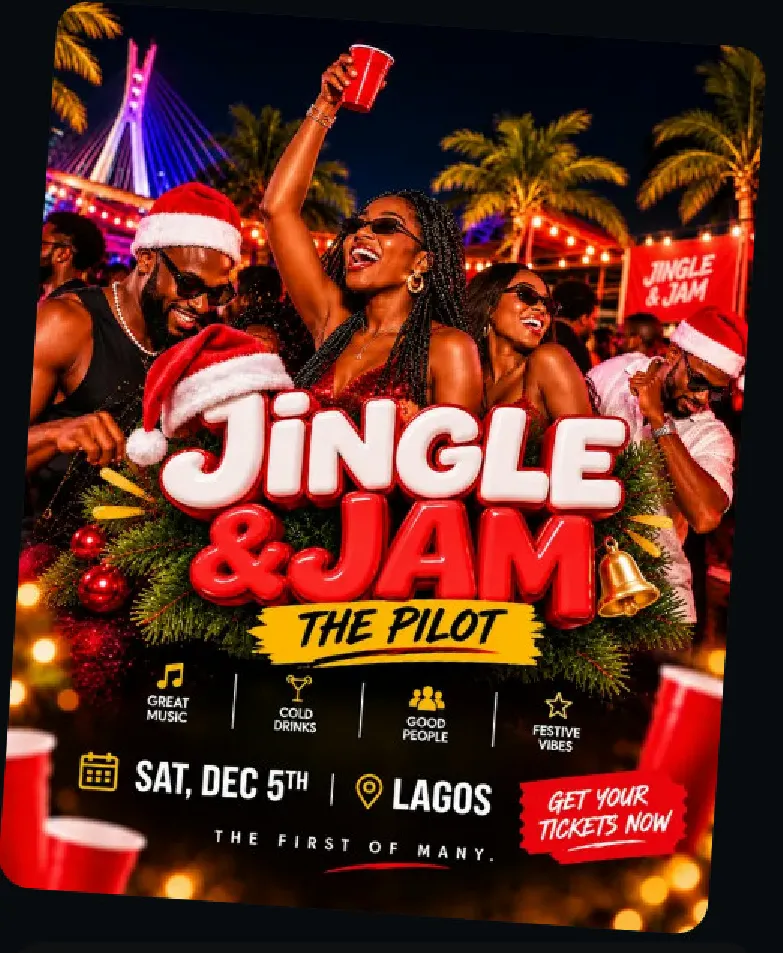 JINGLE
& JAM
JiNGLE
&JAM
THE PILOT
GREAT
MUSIC
COLD
DRINKS
GOOD
PEOPLE
FESTIVE
VIBES
SAT, DEC 5TH | LAGOS
GET YOUR
TICKETS NOW
THE FIRST OF MANY.